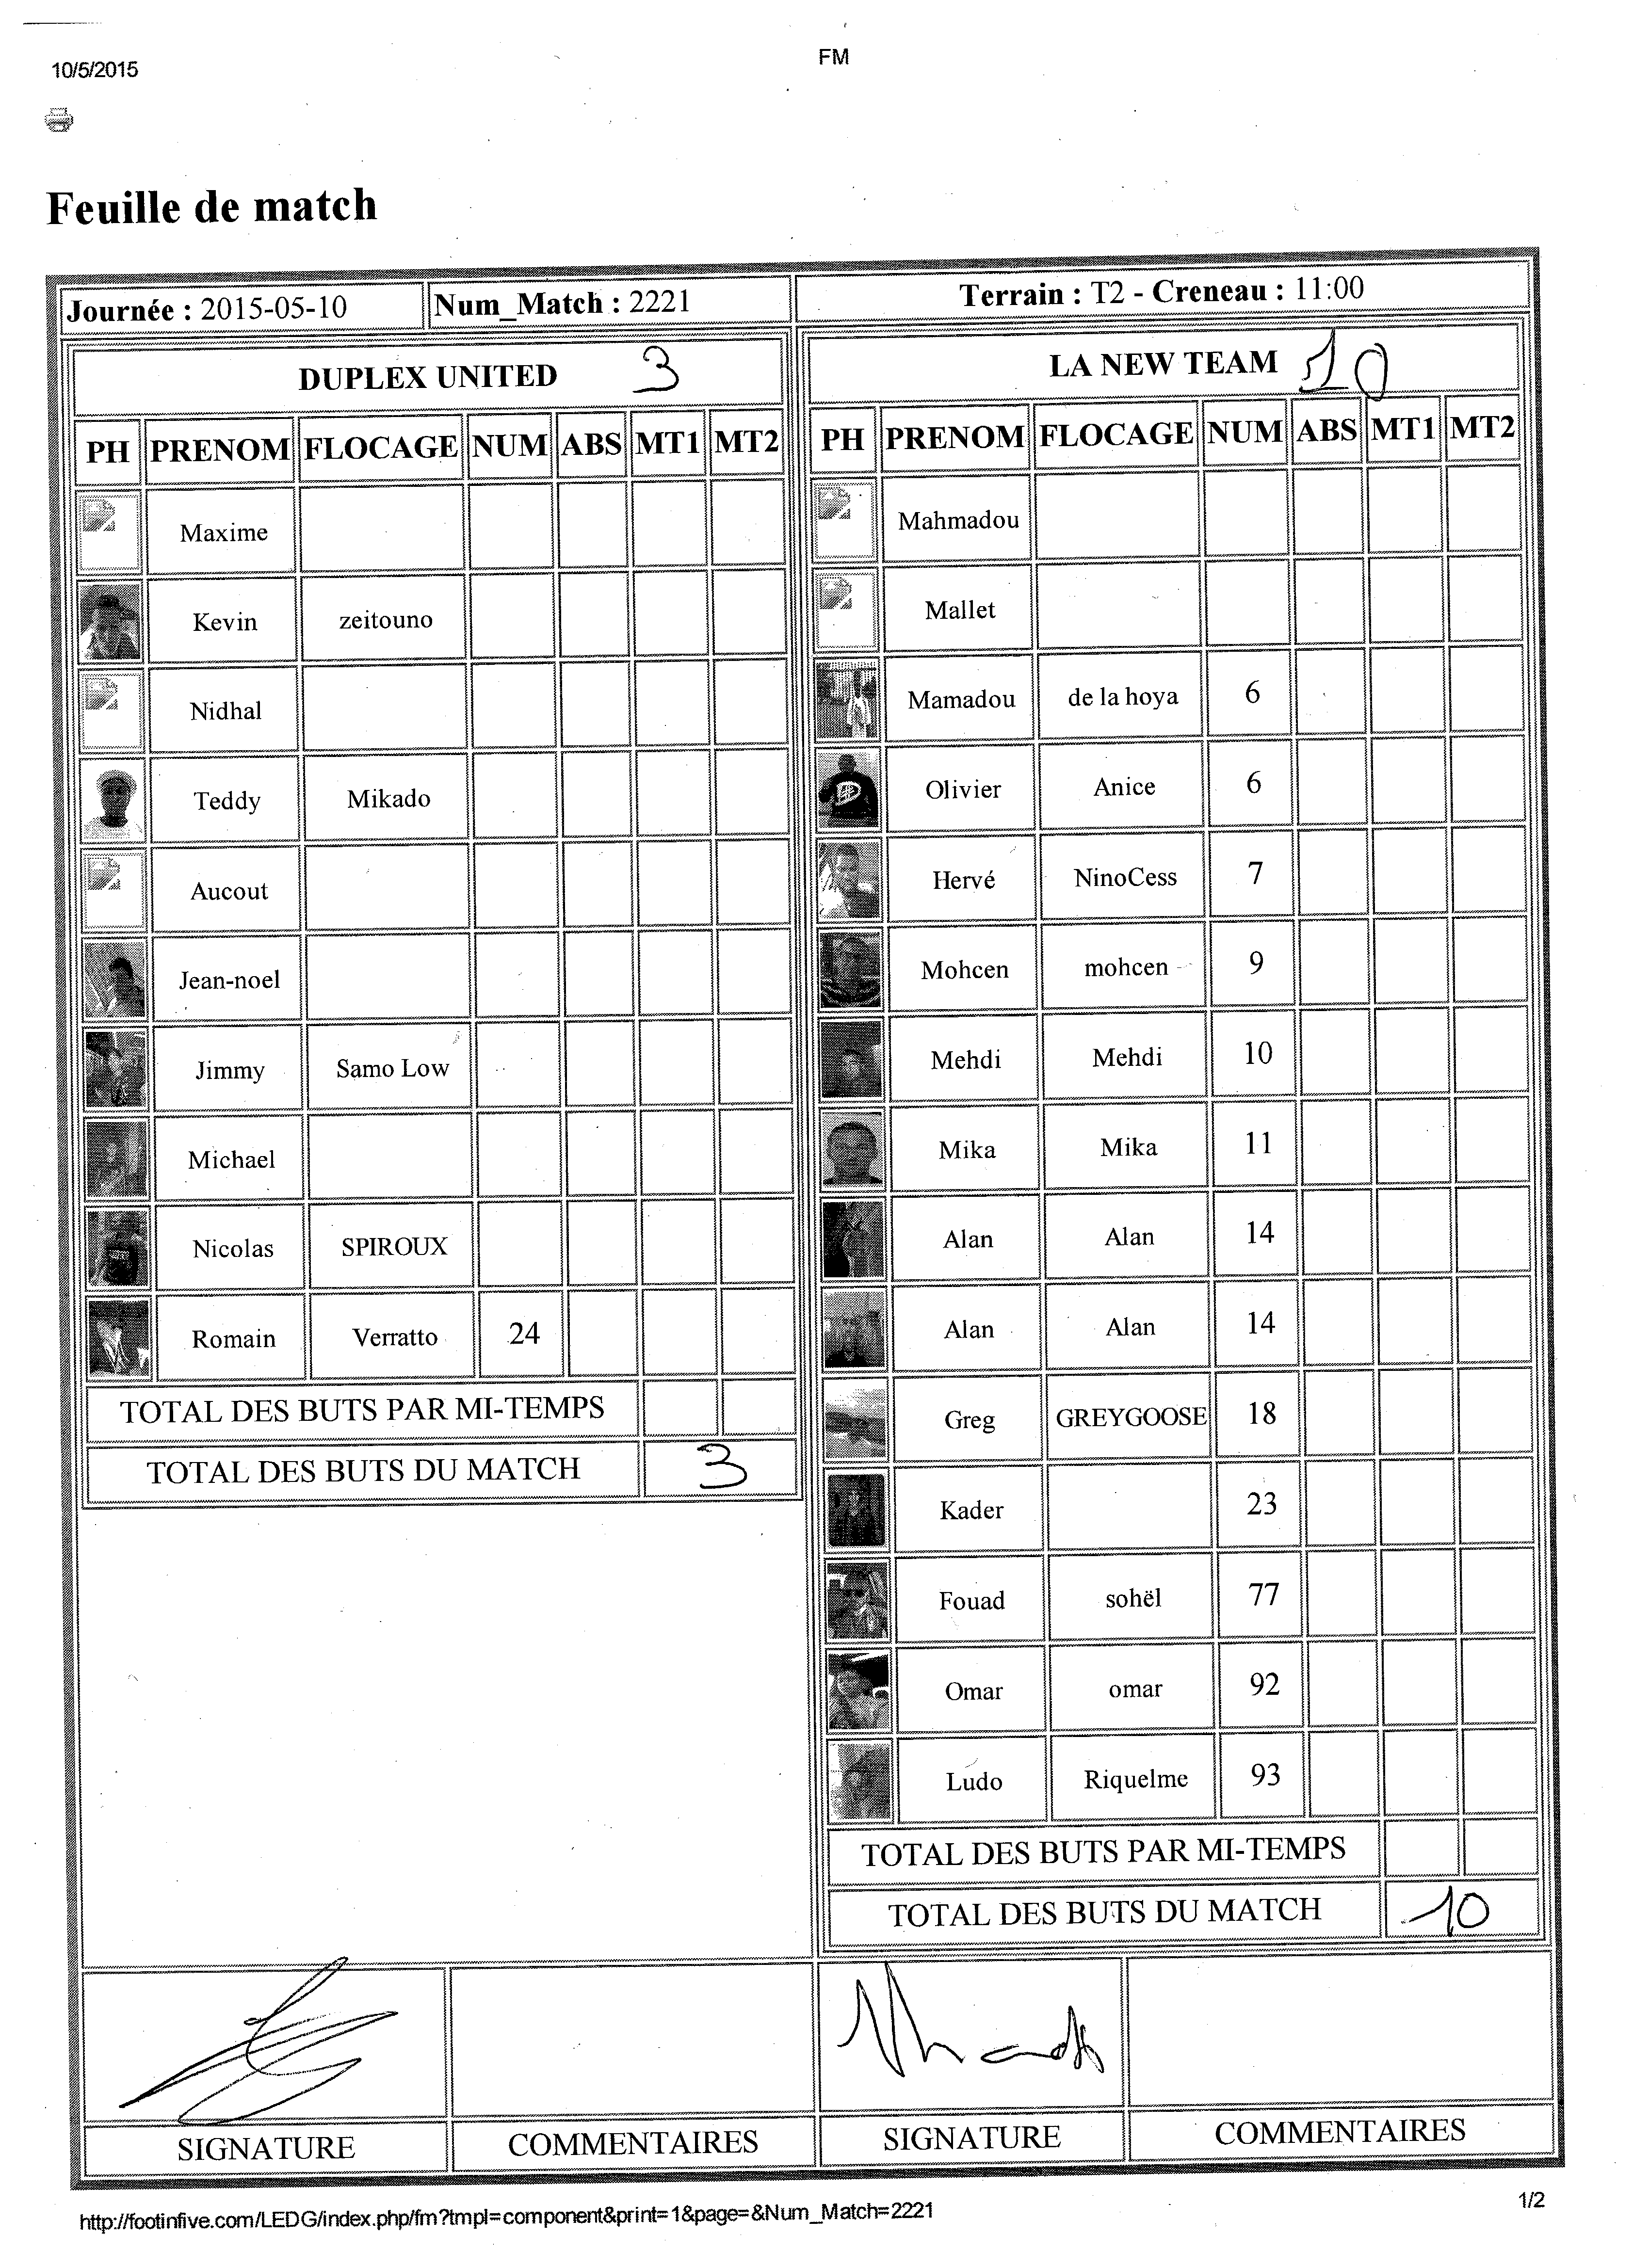 10/5/2015
FM
Feuille de match
Journée : 2015-05-10 Num_Match : 2221 Terrain : T2 - Creneau : 11:00
DUPLEX UNITED 3
PH PRENOM FLOCAGE NUM ABS MT1 MT2
Maxime
Kevin zeitouno
Nidhal
Teddy Mikado
Aucout
Jean-noel
Jimmy Samo Low
Michael
Nicolas SPIROUX
Romain Verratto 24
TOTAL DES BUTS PAR MI-TEMPS
TOTAL DES BUTS DU MATCH 3
LA NEW TEAM 10
PH PRENOM FLOCAGE NUM ABS MT1 MT2
Mahmadou
Mallet
Mamadou de la hoya 6
Olivier Anice 6
Hervé NinoCess 7
Mohcen mohcen 9
Mehdi Mehdi 10
Mika Mika 11
Alan Alan 14
Alan Alan 14
Greg GREYGOOSE 18
Kader 23
Fouad sohël 77
Omar omar 92
Ludo Riquelme 93
TOTAL DES BUTS PAR MI-TEMPS
TOTAL DES BUTS DU MATCH 10
SIGNATURE COMMENTAIRES SIGNATURE COMMENTAIRES
http://footinfive.com/LEDG/index.php/fm?tmpl=component&print=1&page=&Num_Match=2221
1/2